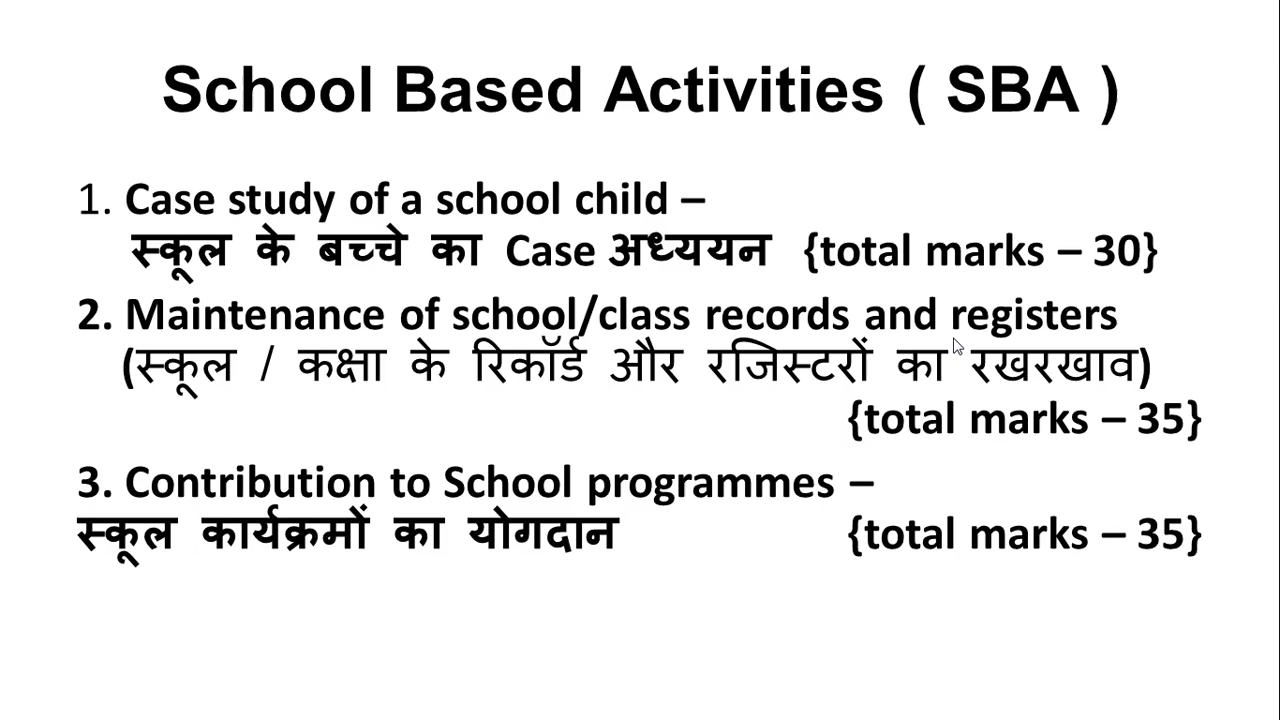 School Based Activities ( SBA )
1. Case study of a school child –
स्कूल के बच्चे का Case अध्ययन {total marks – 30}
2. Maintenance of school/class records and registers
(स्कूल / कक्षा के रिकॉर्ड और रजिस्टरों का रखरखाव)
{total marks – 35}
3. Contribution to School programmes –
स्कूल कार्यक्रमों का योगदान {total marks – 35}